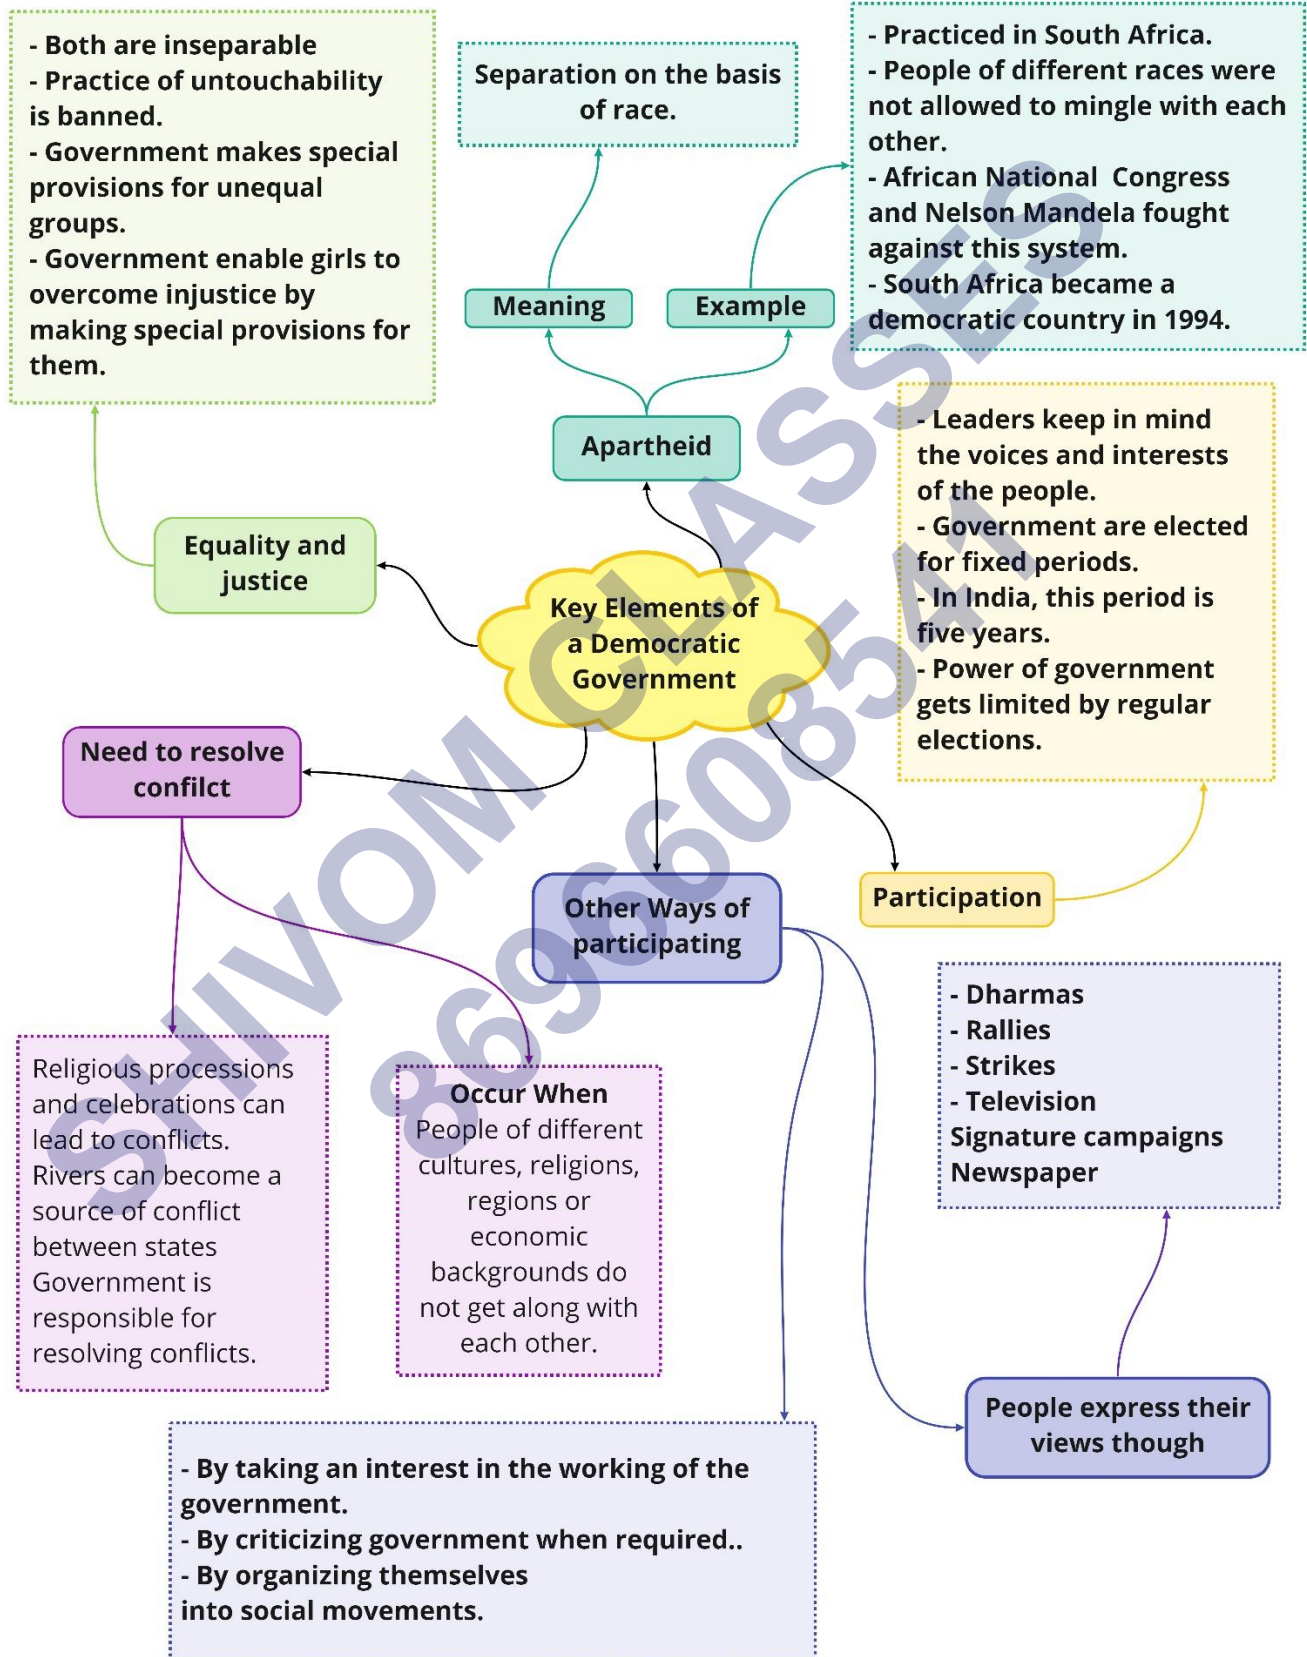 - Both are inseparable
- Practice of untouchability
is banned.
- Government makes special
provisions for unequal
groups.
- Government enable girls to
overcome injustice by
making special provisions for
them.
Separation on the basis
of race.
- Practiced in South Africa.
- People of different races were
not allowed to mingle with each
other.
- African National Congress
and Nelson Mandela fought
against this system.
- South Africa became a
democratic country in 1994.
Meaning
Example
Apartheid
Equality and
justice
Key Elements of
a Democratic
Government
- Leaders keep in mind
the voices and interests
of the people.
- Government are elected
for fixed periods.
- In India, this period is
five years.
- Power of government
gets limited by regular
elections.
Need to resolve
confilct
Other Ways of
participating
Participation
Religious processions
and celebrations can
lead to conflicts.
Rivers can become a
source of conflict
between states
Government is
responsible for
resolving conflicts.
Occur When
People of different
cultures, religions,
regions or
economic
backgrounds do
not get along with
each other.
- Dharmas
- Rallies
- Strikes
- Television
Signature campaigns
Newspaper
People express their
views though
- By taking an interest in the working of the
government.
- By criticizing government when required..
- By organizing themselves
into social movements.
SHIVOM CLASSES
8696608541